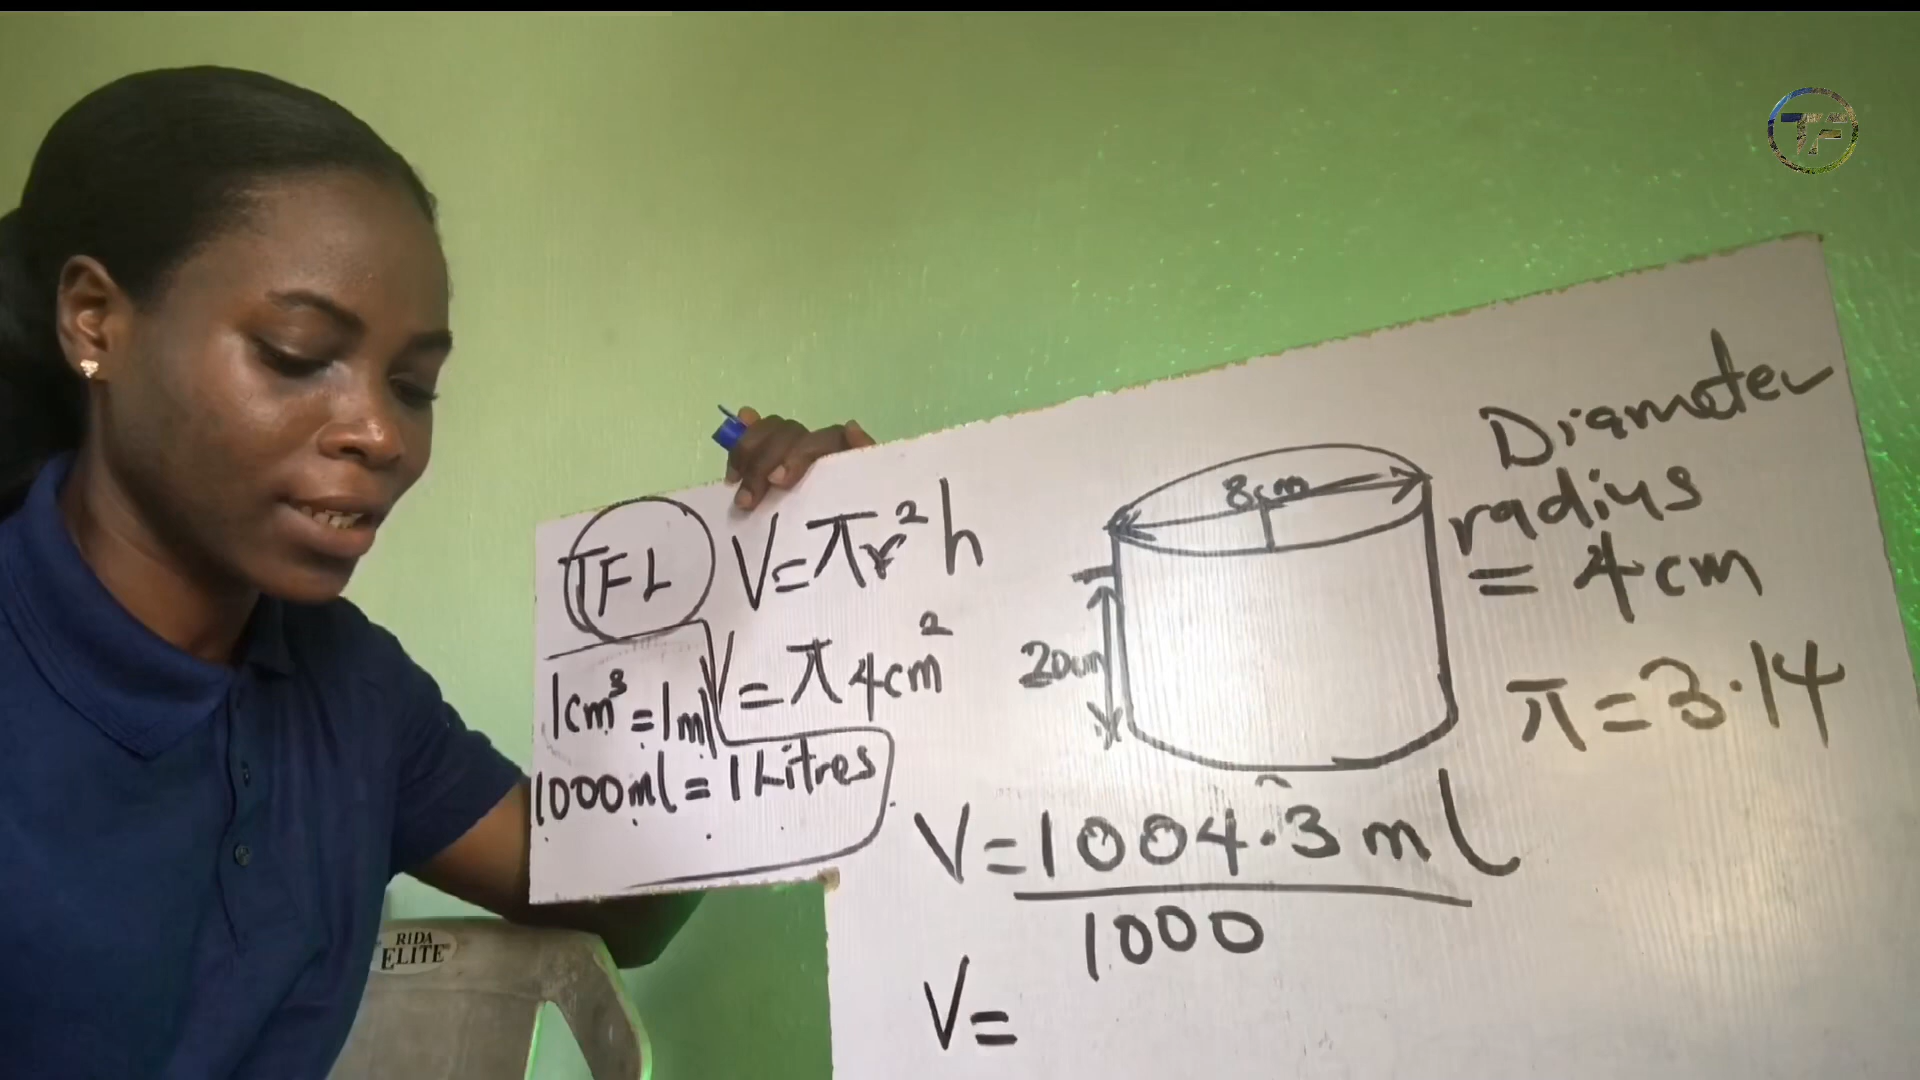 TF
TFL
V=πr²h
V=π4cm²
1cm³=1ml
1000ml=1Litres
8cm
20cm
Diameter
radius
=4cm
π=3.14
V=1004.3ml
1000
V=
RIDA
ELITE